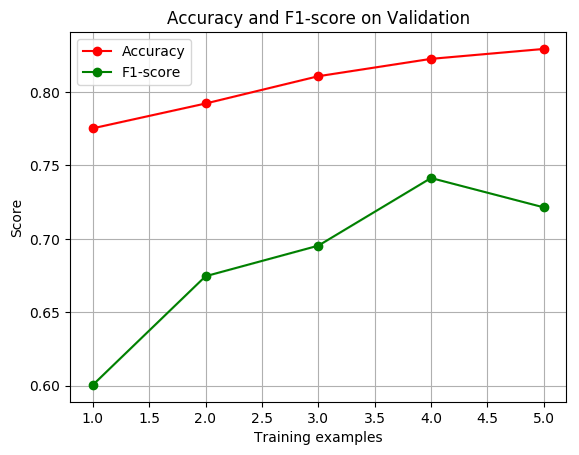 Accuracy and F1-score on Validation
Accuracy
F1-score
0.80
0.75
0.70
0.65
0.60
Score
1.0 1.5 2.0 2.5 3.0 3.5 4.0 4.5 5.0
Training examples